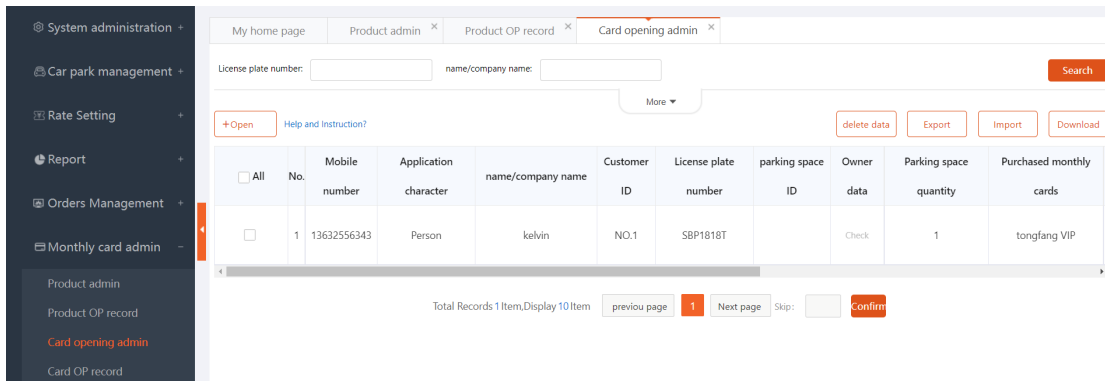 System administration +
Car park management +
Rate Setting +
Report +
Orders Management +
Monthly card admin −
Product admin
Product OP record
Card opening admin
Card OP record
My home page Product admin × Product OP record × Card opening admin ×
License plate number: name/company name: Search
More ▼
+Open Help and Instruction? delete data Export Import Download
All No. Mobile number Application character name/company name Customer ID License plate number parking space ID Owner data Parking space quantity Purchased monthly cards
1 13632556343 Person kelvin NO.1 SBP1818T Check 1 tongfang VIP
Total Records 1 Item,Display 10 Item previou page 1 Next page Skip: Confirm